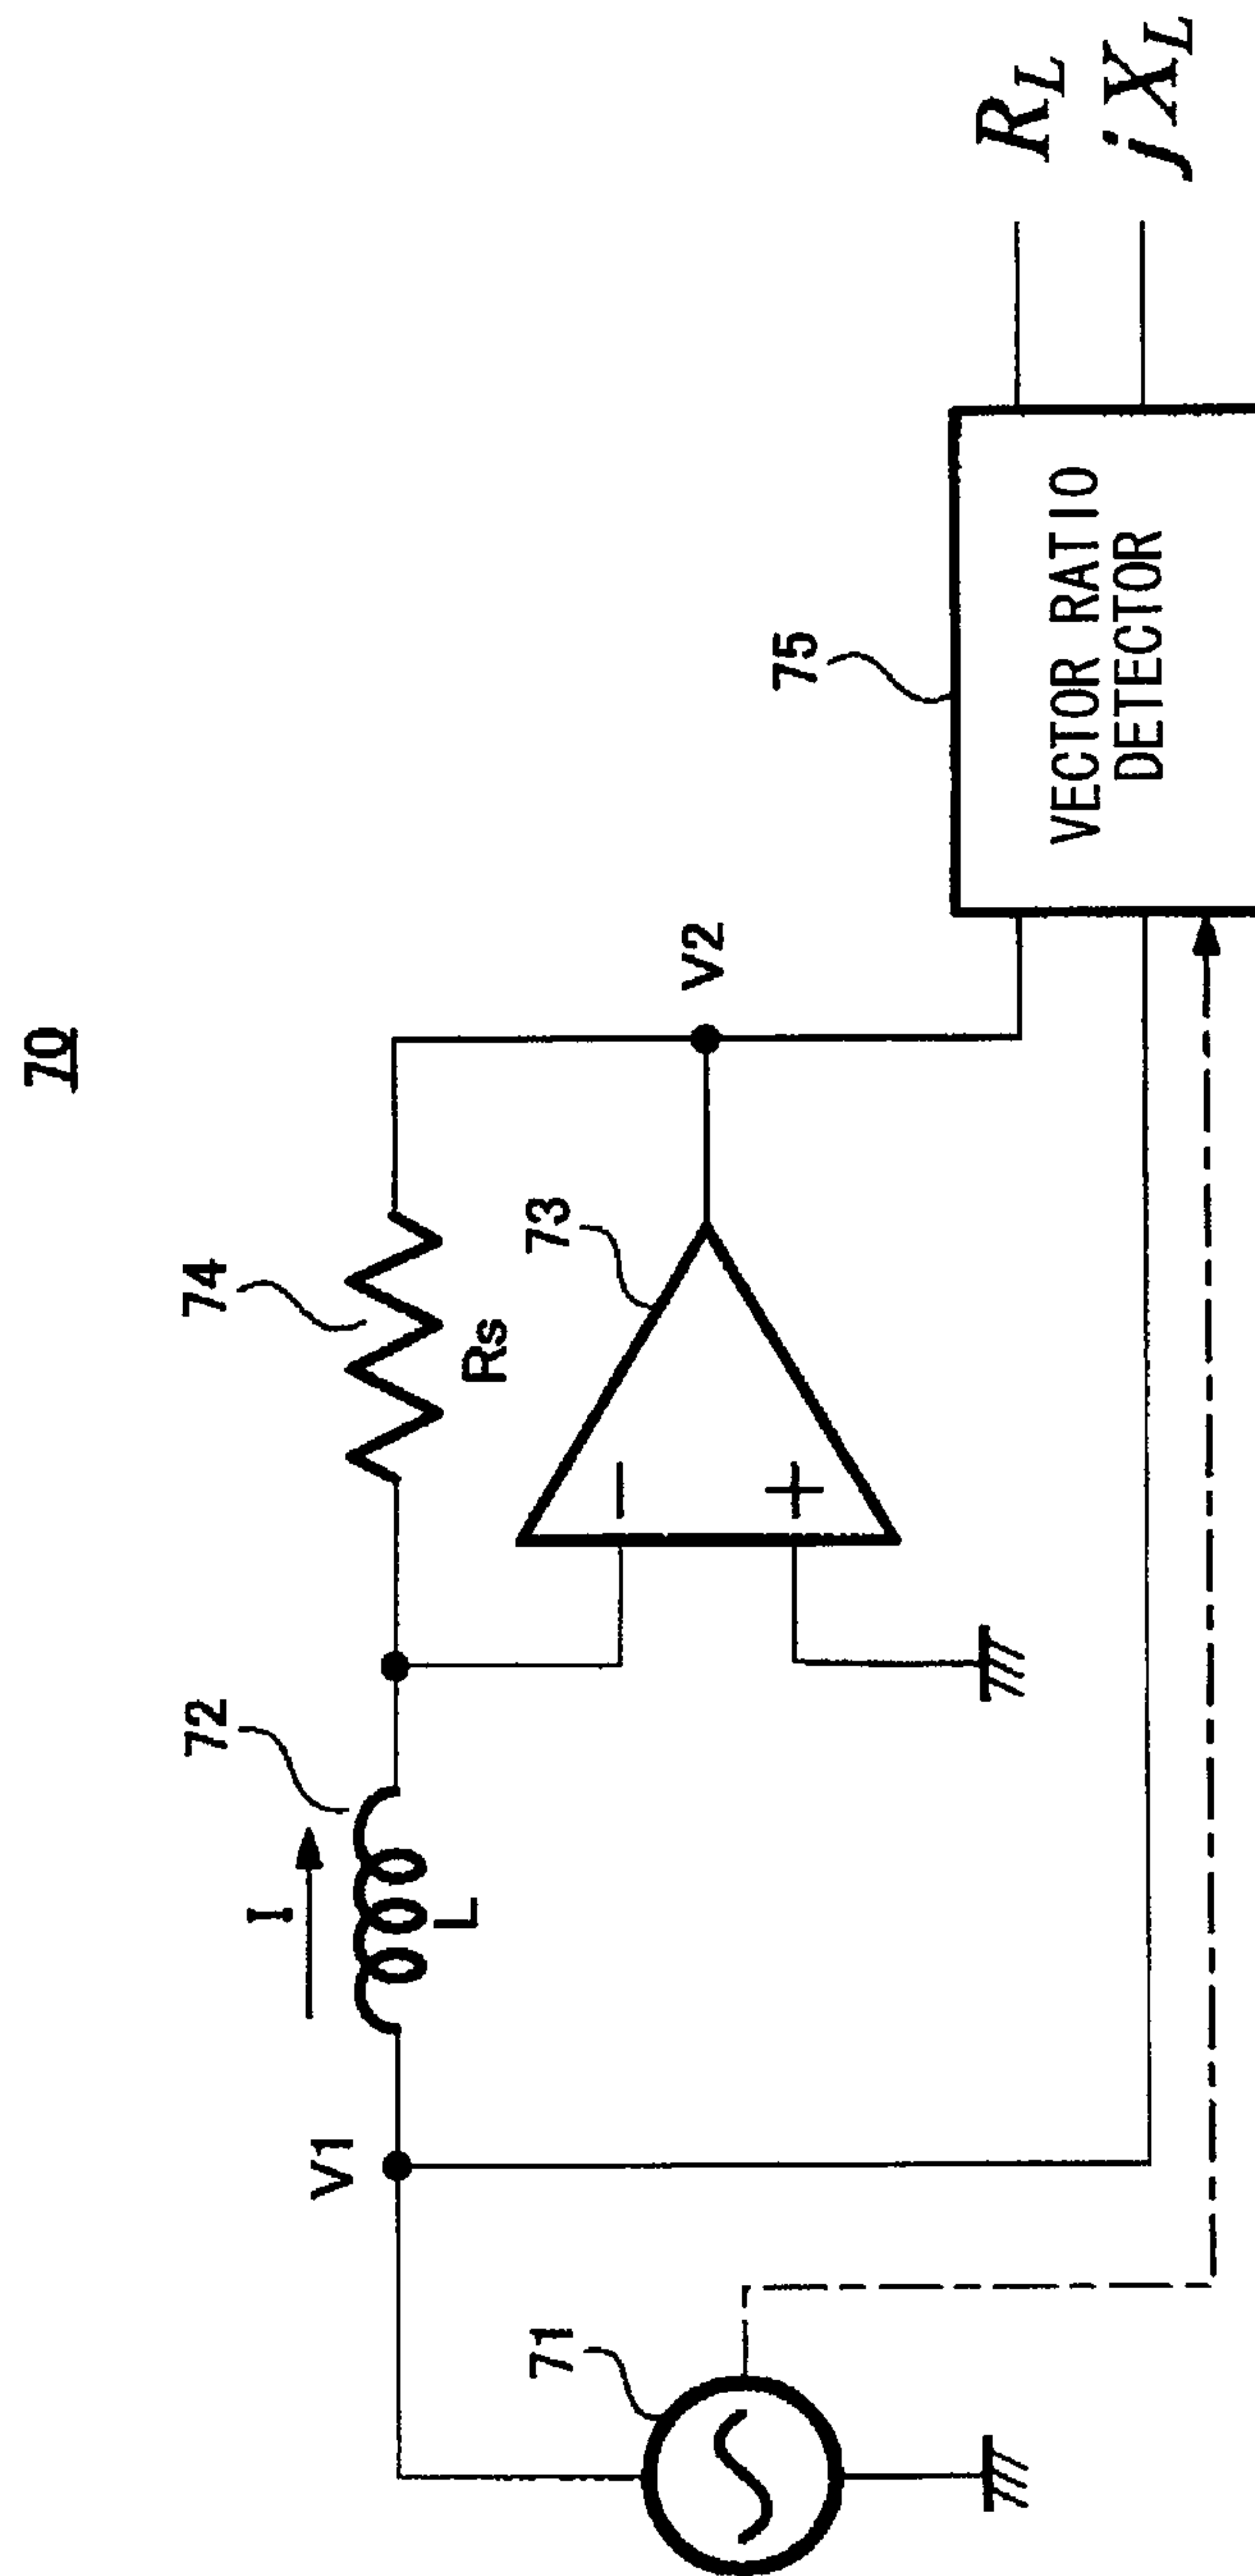 70
74
Rs
72
I
L
V1
73
V2
71
75
VECTOR RATIO
DETECTOR
R_L
jX_L
−
+